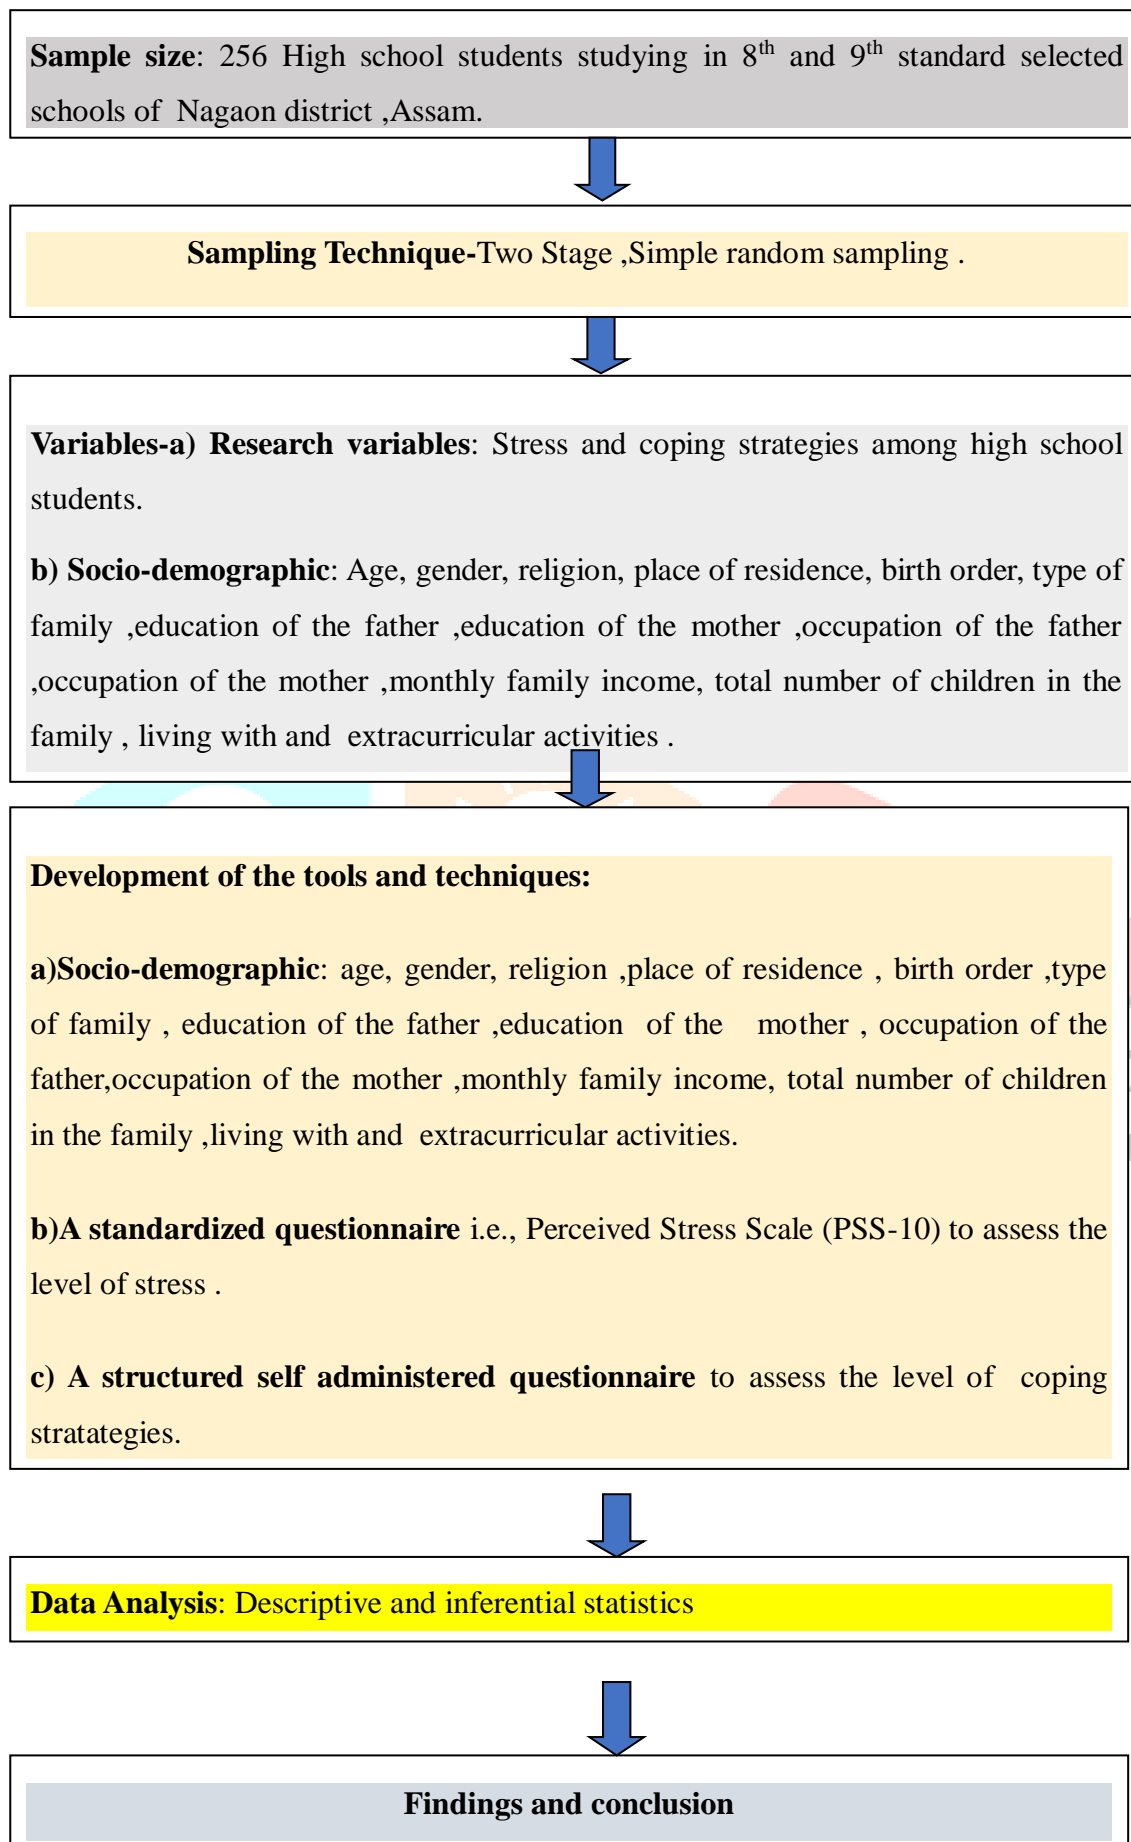 Sample size: 256 High school students studying in 8th and 9th standard selected
schools of Nagaon district ,Assam.
Sampling Technique-Two Stage ,Simple random sampling .
Variables-a) Research variables: Stress and coping strategies among high school
students.
b) Socio-demographic: Age, gender, religion, place of residence, birth order, type of
family ,education of the father ,education of the mother ,occupation of the father
,occupation of the mother ,monthly family income, total number of children in the
family , living with and extracurricular activities .
Development of the tools and techniques:
a)Socio-demographic: age, gender, religion ,place of residence , birth order ,type
of family , education of the father ,education of the mother , occupation of the
father,occupation of the mother ,monthly family income, total number of children
in the family ,living with and extracurricular activities.
b)A standardized questionnaire i.e., Perceived Stress Scale (PSS-10) to assess the
level of stress .
c) A structured self administered questionnaire to assess the level of coping
stratategies.
Data Analysis: Descriptive and inferential statistics
Findings and conclusion